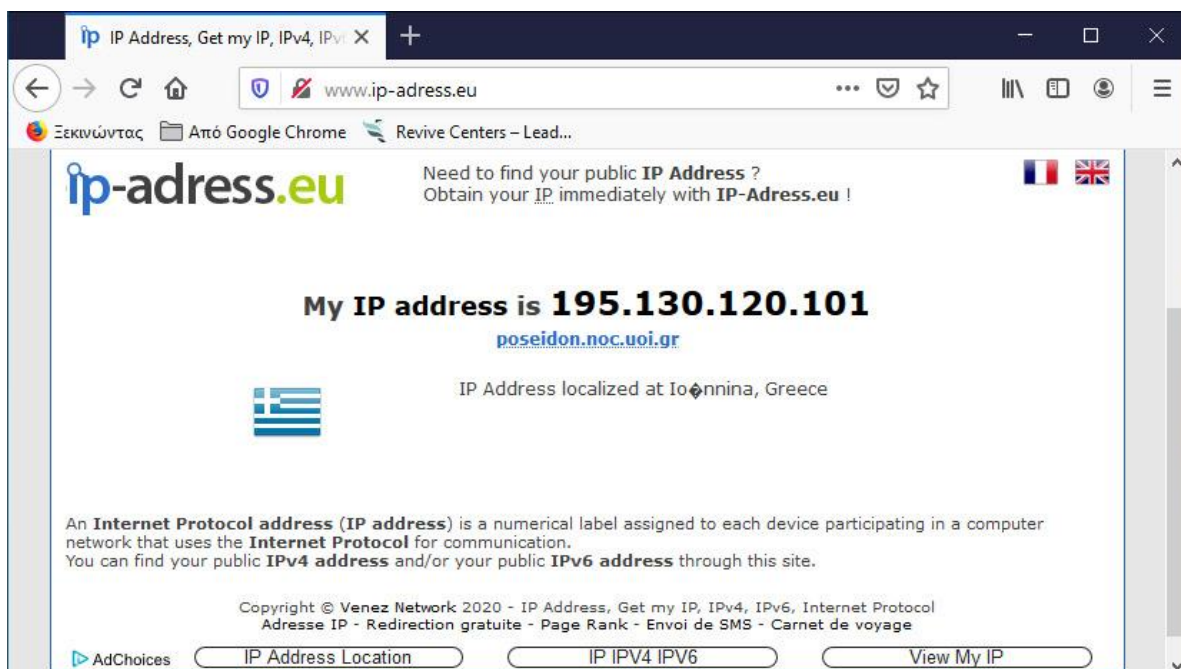 IP Address, Get my IP, IPv4, IPv
www.ip-adress.eu
Ξεκινώντας Από Google Chrome Revive Centers – Lead...
ip-adress.eu
Need to find your public IP Address ?
Obtain your IP immediately with IP-Adress.eu !
My IP address is 195.130.120.101
poseidon.noc.uoi.gr
IP Address localized at Io�nnina, Greece
An Internet Protocol address (IP address) is a numerical label assigned to each device participating in a computer
network that uses the Internet Protocol for communication.
You can find your public IPv4 address and/or your public IPv6 address through this site.
Copyright © Venez Network 2020 - IP Address, Get my IP, IPv4, IPv6, Internet Protocol
Adresse IP - Redirection gratuite - Page Rank - Envoi de SMS - Carnet de voyage
AdChoices IP Address Location IP IPV4 IPV6 View My IP